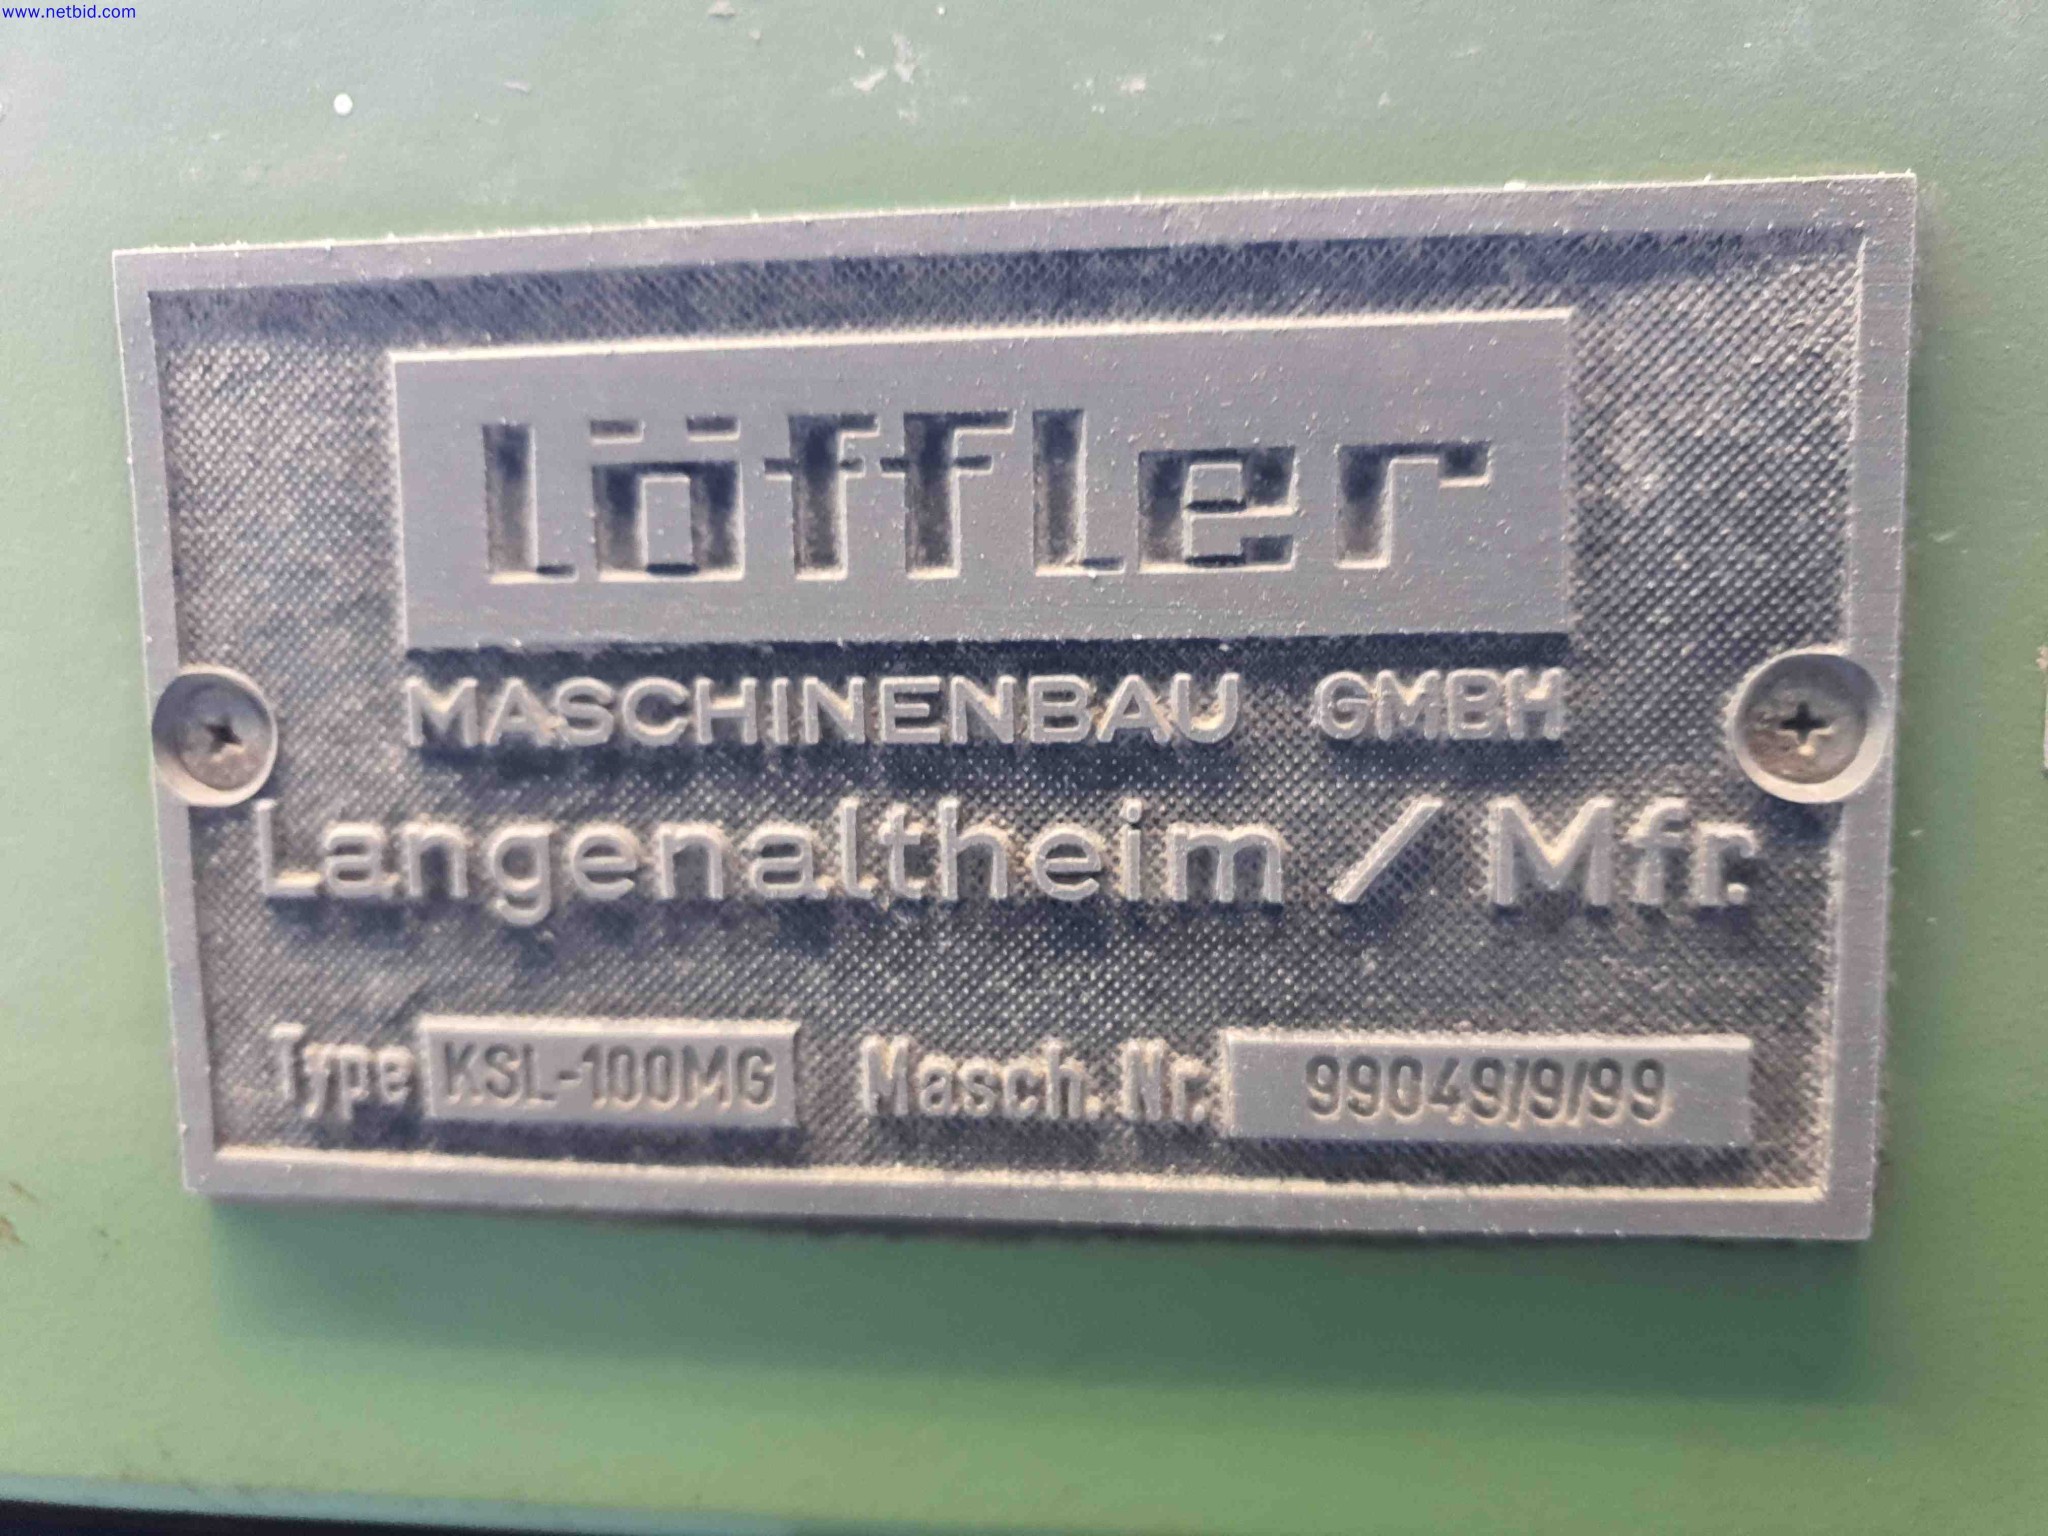 www.netbid.com
Löffler
MASCHINENBAU GMBH
Langenaltheim / Mfr.
Type KSL-100MG Masch. Nr. 99049/9/99